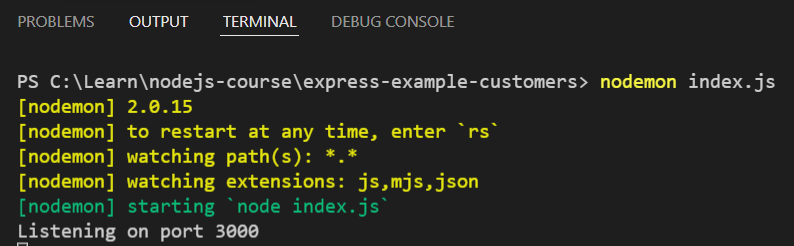 PROBLEMS OUTPUT TERMINAL DEBUG CONSOLE
PS C:\Learn\nodejs-course\express-example-customers> nodemon index.js
[nodemon] 2.0.15
[nodemon] to restart at any time, enter `rs`
[nodemon] watching path(s): *.*
[nodemon] watching extensions: js,mjs,json
[nodemon] starting `node index.js`
Listening on port 3000